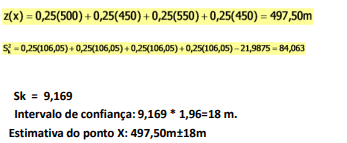 z(x) = 0,25(500) + 0,25(450) + 0,25(550) + 0,25(450) = 497,50m
S²ₖ = 0,25(106,05) + 0,25(106,05) + 0,25(106,05) + 0,25(106,05) – 21,9875 = 84,063
Sk = 9,169
Intervalo de confiança: 9,169 * 1,96=18 m.
Estimativa do ponto X: 497,50m±18m